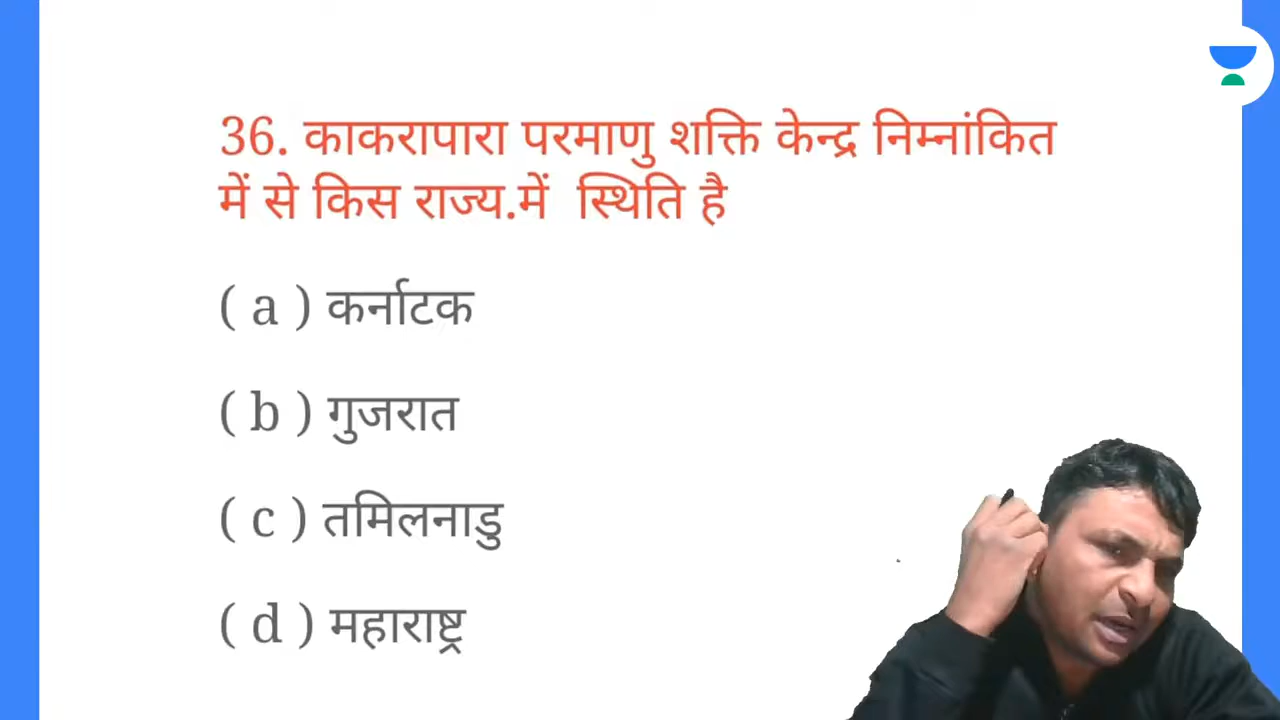 36. काकरापारा परमाणु शक्ति केन्द्र निम्नांकित
में से किस राज्य.में स्थिति है
( a ) कर्नाटक
( b ) गुजरात
( c ) तमिलनाडु
( d ) महाराष्ट्र